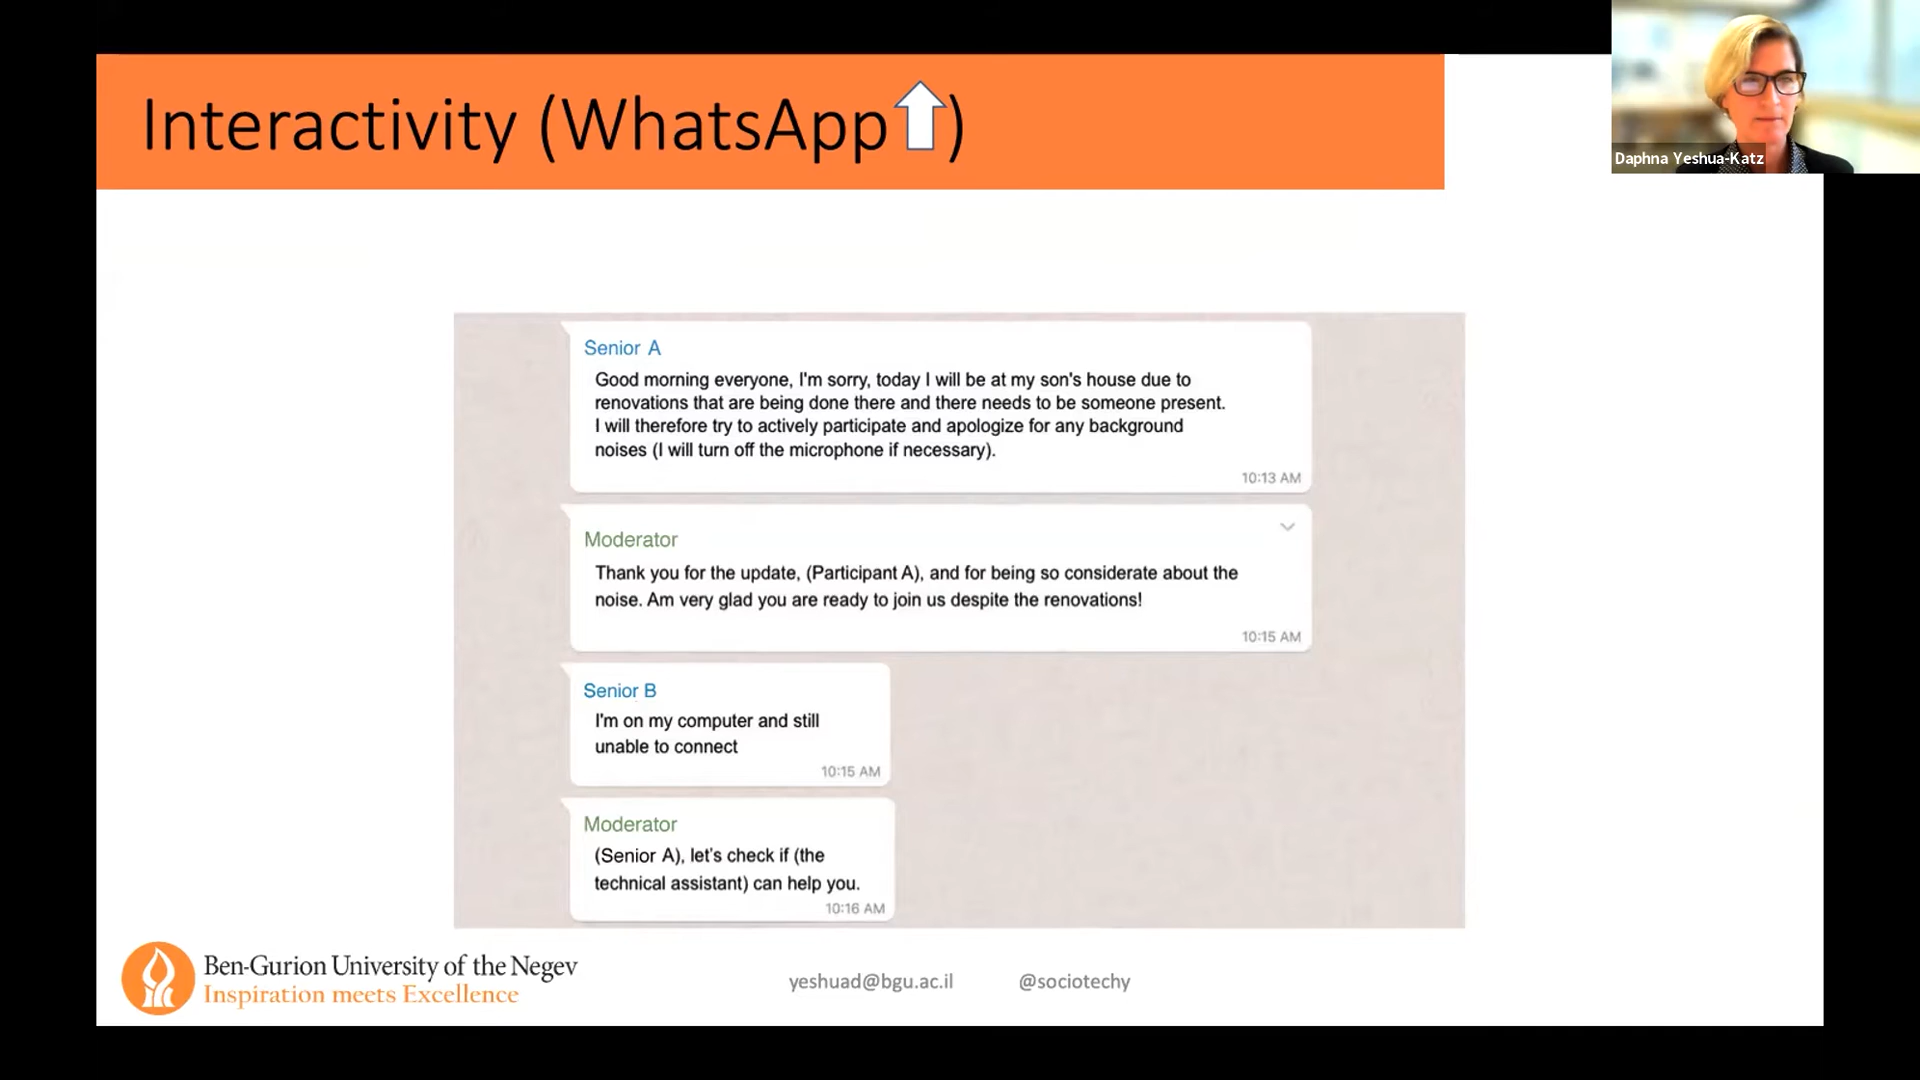 Interactivity (WhatsApp)
Daphna Yeshua-Katz
Senior A
Good morning everyone, I'm sorry, today I will be at my son's house due to
renovations that are being done there and there needs to be someone present.
I will therefore try to actively participate and apologize for any background
noises (I will turn off the microphone if necessary).
10:13 AM
Moderator
Thank you for the update, (Participant A), and for being so considerate about the
noise. Am very glad you are ready to join us despite the renovations!
10:15 AM
Senior B
I'm on my computer and still
unable to connect
10:15 AM
Moderator
(Senior A), let's check if (the
technical assistant) can help you.
10:16 AM
Ben-Gurion University of the Negev
Inspiration meets Excellence
yeshuad@bgu.ac.il
@sociotechy